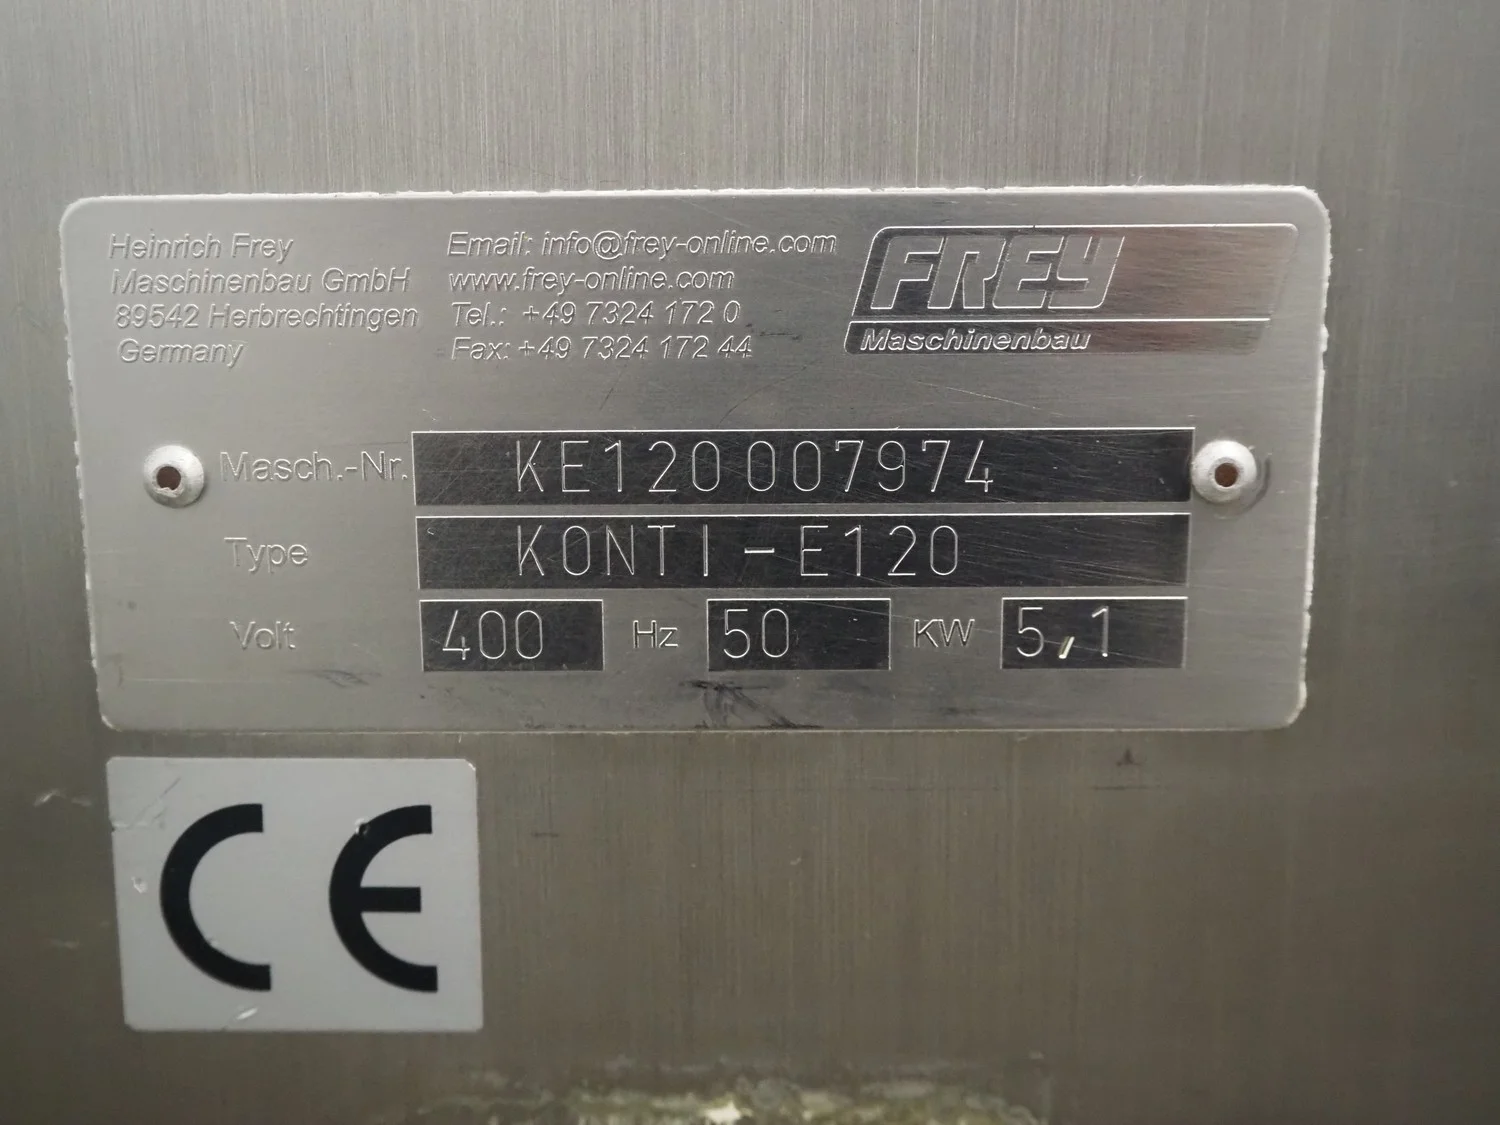 Heinrich Frey
Maschinenbau GmbH
89542 Herbrechtingen
Germany
Email: info@frey-online.com
www.frey-online.com
Tel.: +49 7324 172 0
Fax: +49 7324 172 44
FREY
Maschinenbau
Masch.-Nr. KE120007974
Type KONTI-E120
Volt 400 Hz 50 KW 5,1
CE